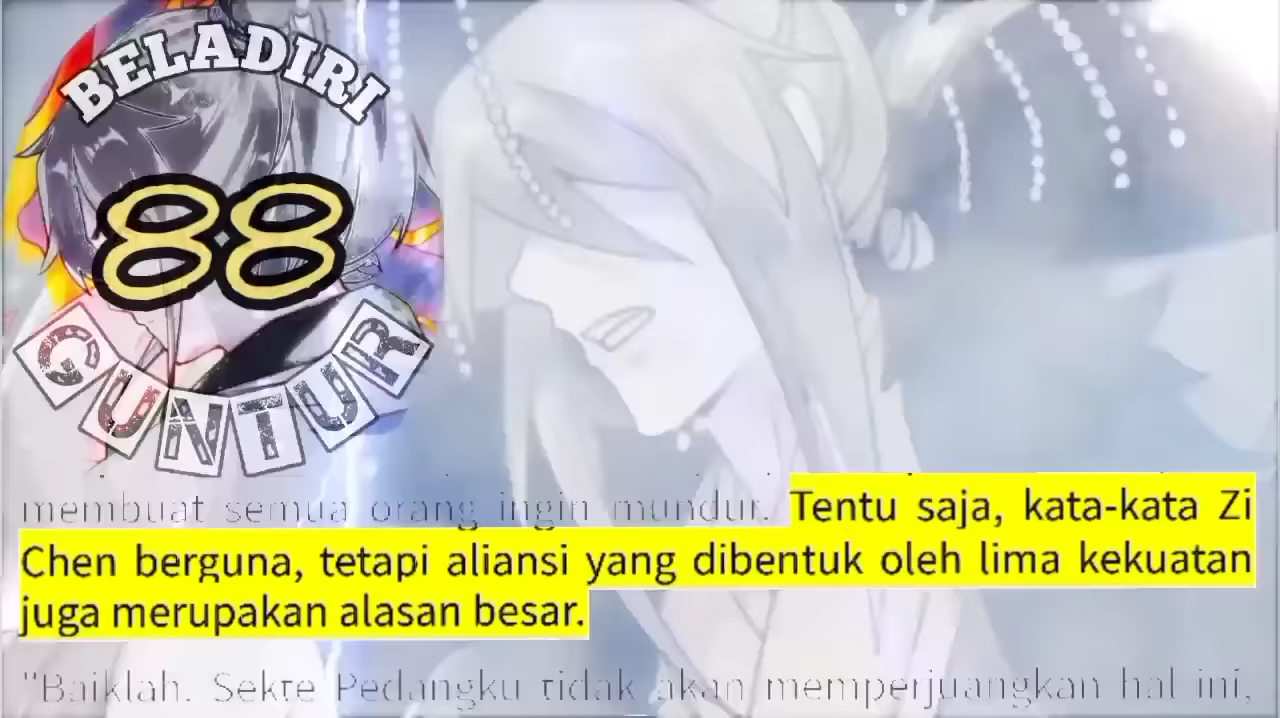 BELADIRI
88
GUNTUR
membuat semua orang ingin mundur. Tentu saja, kata-kata Zi
Chen berguna, tetapi aliansi yang dibentuk oleh lima kekuatan
juga merupakan alasan besar.
"Baiklah. Sekte Pedangku tidak akan memperjuangkan hal ini,